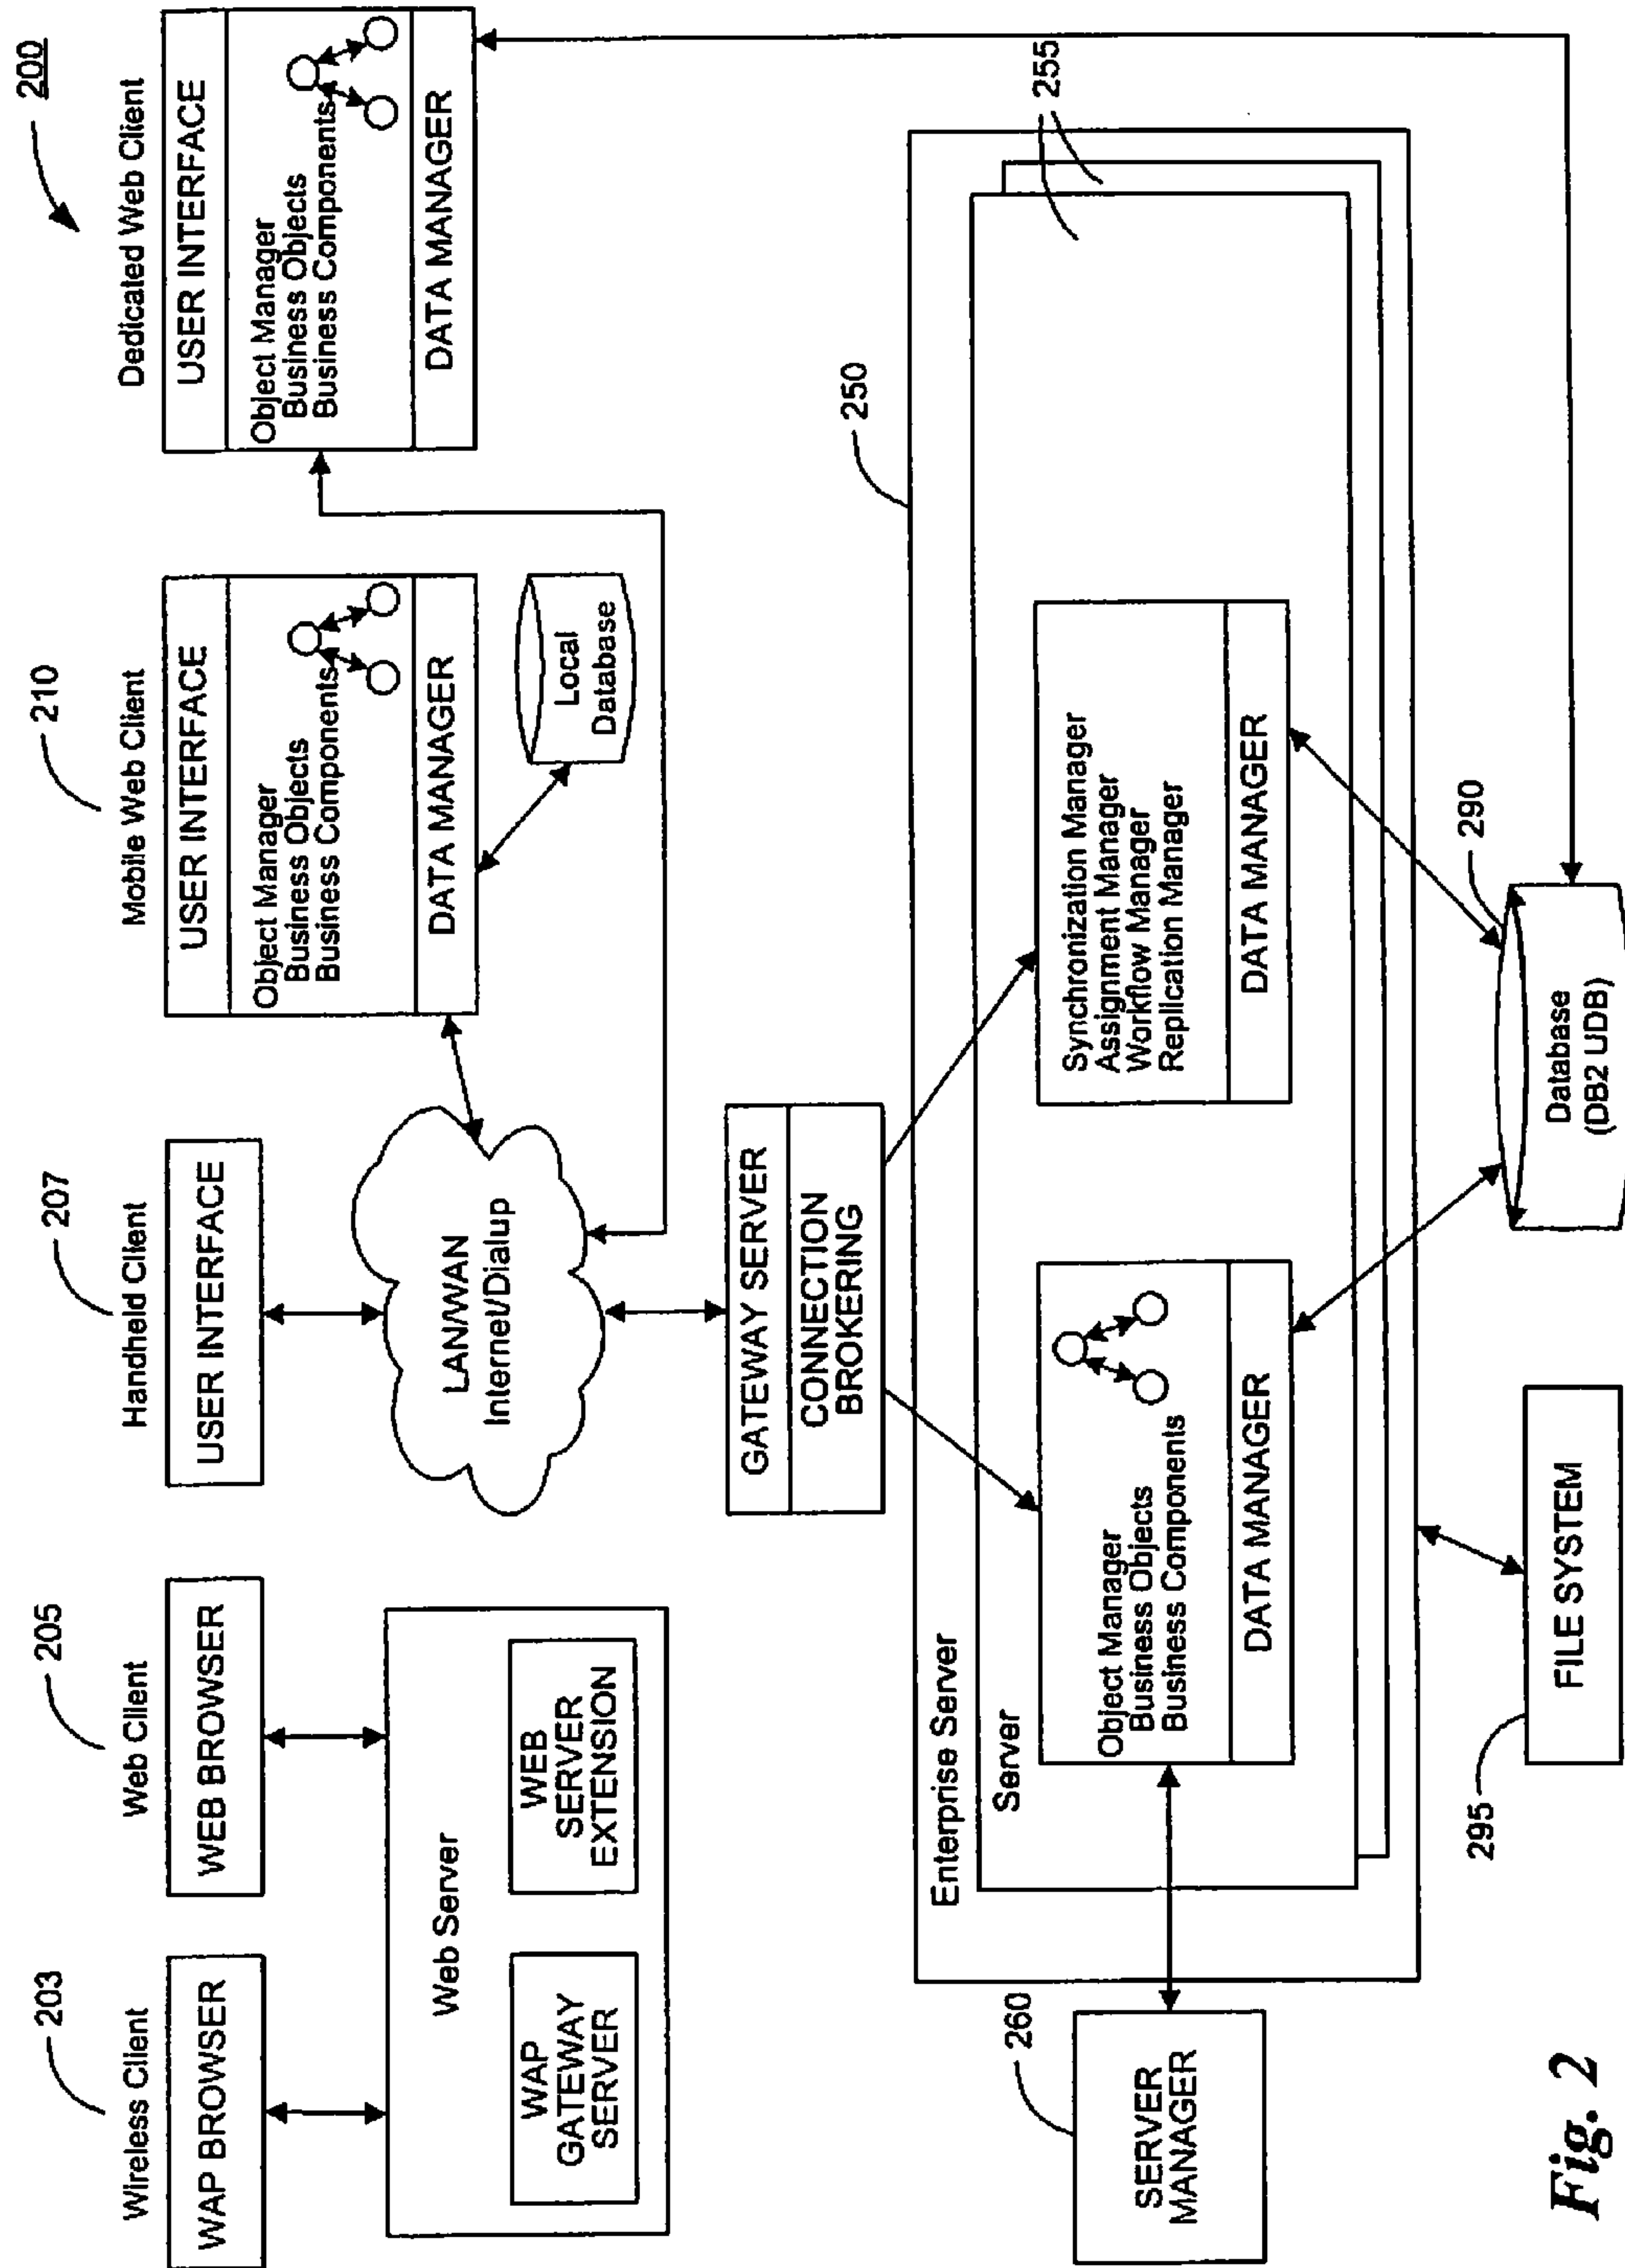 200
203
Wireless Client
WAP BROWSER
205
Web Client
WEB BROWSER
207
Handheld Client
USER INTERFACE
210
Mobile Web Client
USER INTERFACE
Object Manager
Business Objects
Business Components
DATA MANAGER
Local
Database
Dedicated Web Client
USER INTERFACE
Object Manager
Business Objects
Business Components
DATA MANAGER
Web Server
WAP
GATEWAY
SERVER
WEB
SERVER
EXTENSION
LAN/WAN
Internet/Dialup
GATEWAY SERVER
CONNECTION
BROKERING
250
255
Enterprise Server
Server
Object Manager
Business Objects
Business Components
DATA MANAGER
Synchronization Manager
Assignment Manager
Workflow Manager
Replication Manager
DATA MANAGER
260
SERVER
MANAGER
295
FILE SYSTEM
290
Database
(DB2 UDB)
Fig. 2